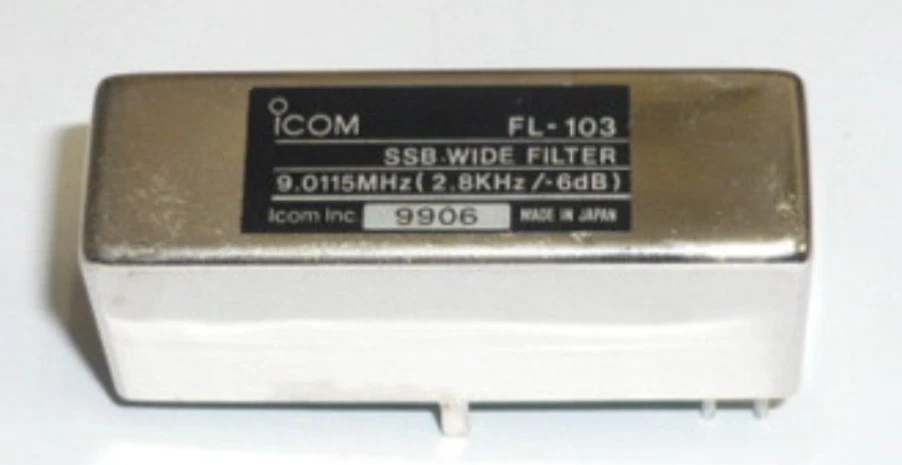 ICOM FL-103
SSB WIDE FILTER
9.0115MHz(2.8KHz/-6dB)
Icom Inc. 9906 MADE IN JAPAN